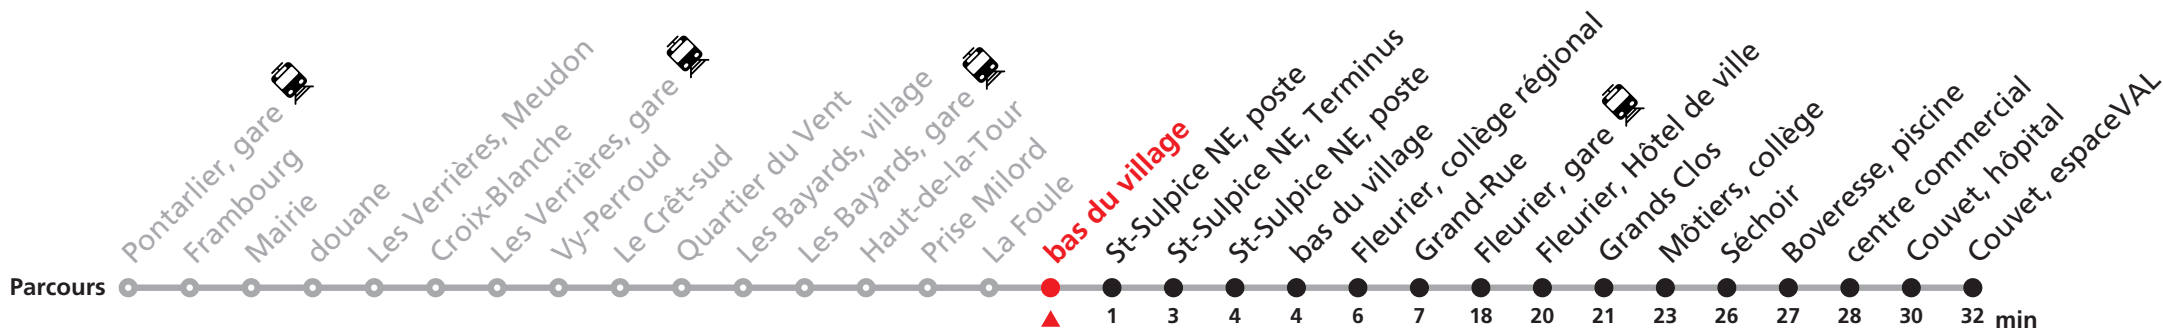 Pontarlier, gare
Frambourg
Mairie
douane
Les Verrières, Meudon
Croix-Blanche
Les Verrières, gare
Vy-Perroud
Le Crêt-sud
Quartier du Vent
Les Bayards, village
Les Bayards, gare
Haut-de-la-Tour
Prise Milord
La Foule
bas du village
St-Sulpice NE, poste
St-Sulpice NE, Terminus
St-Sulpice NE, poste
bas du village
Fleurier, collège régional
Grand-Rue
Fleurier, gare
Fleurier, Hôtel de ville
Grands Clos
Môtiers, collège
Séchoir
Boveresse, piscine
centre commercial
Couvet, hôpital
Couvet, espaceVAL
Parcours
1 3 4 4 6 7 18 20 21 23 26 27 28 30 32 min